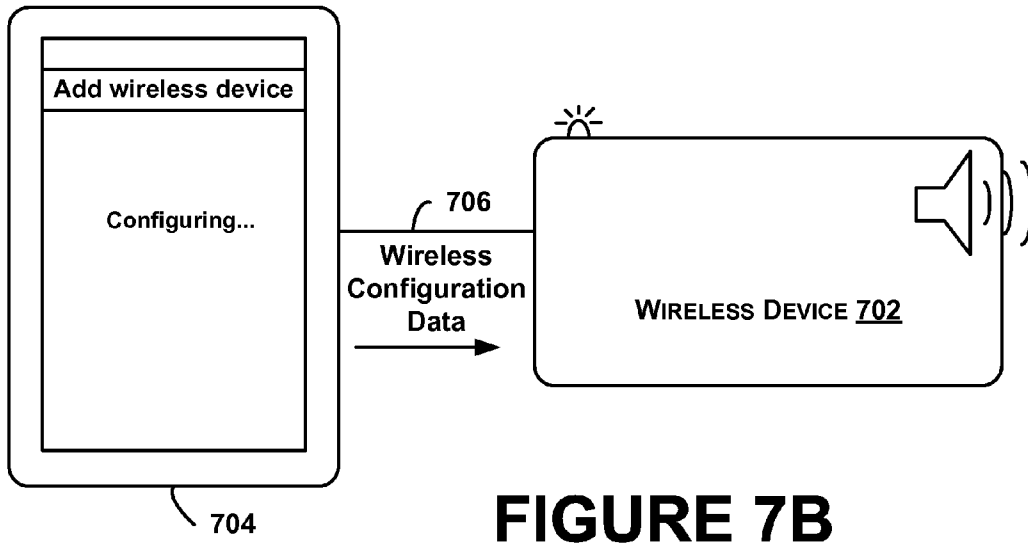 Add wireless device
Configuring...
706
Wireless
Configuration
Data
WIRELESS DEVICE 702
704
FIGURE 7B